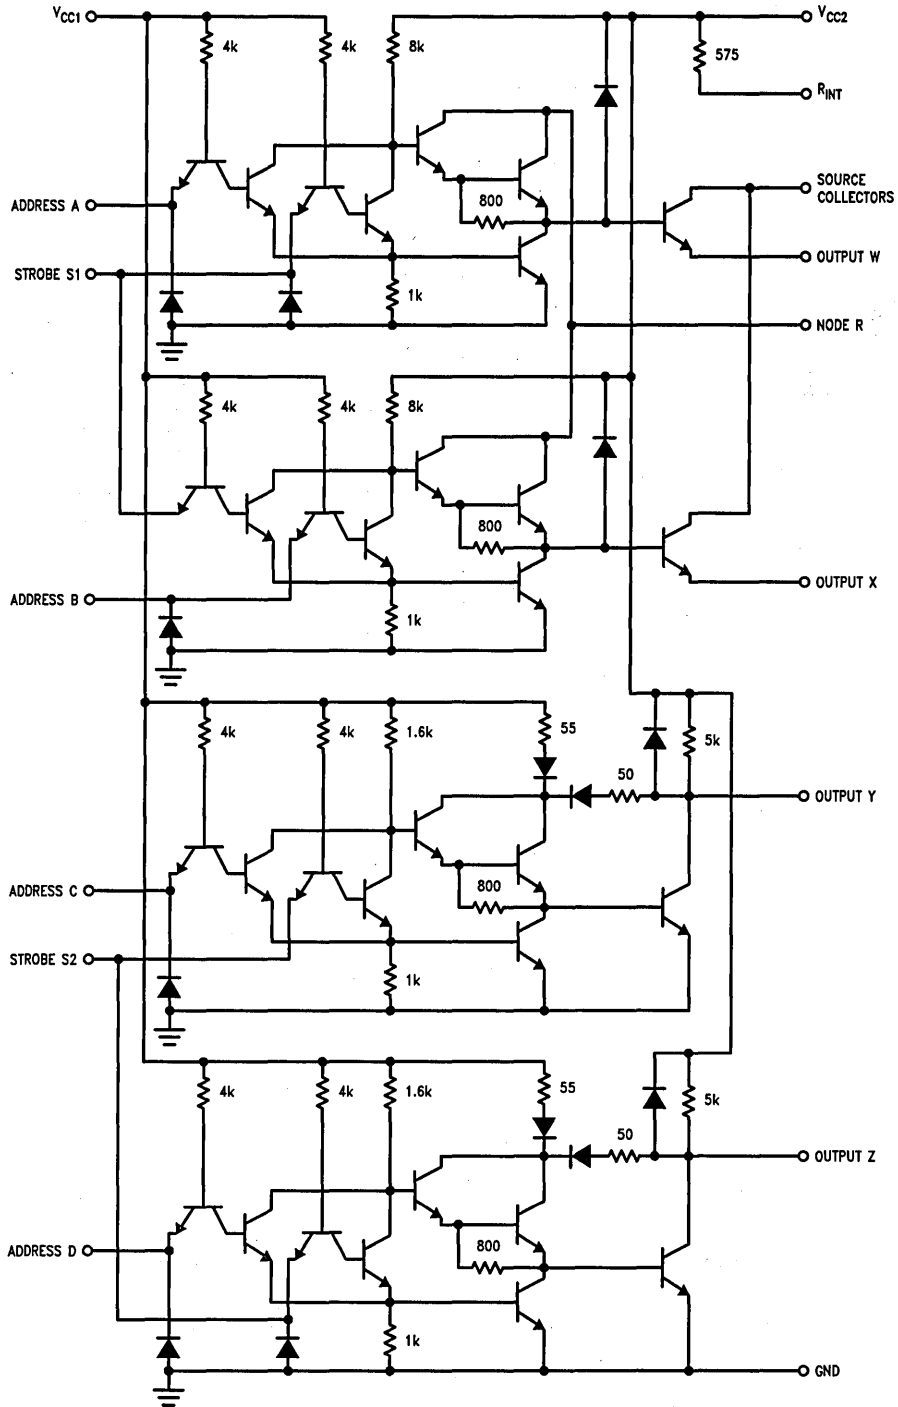 VCC1
4k
4k
8k
VCC2
575
RINT
ADDRESS A
800
SOURCE
COLLECTORS
OUTPUT W
STROBE S1
1k
NODE R
4k
4k
8k
800
ADDRESS B
1k
OUTPUT X
4k
4k
1.6k
55
5k
50
OUTPUT Y
ADDRESS C
800
STROBE S2
1k
4k
4k
1.6k
55
5k
50
OUTPUT Z
ADDRESS D
800
1k
GND